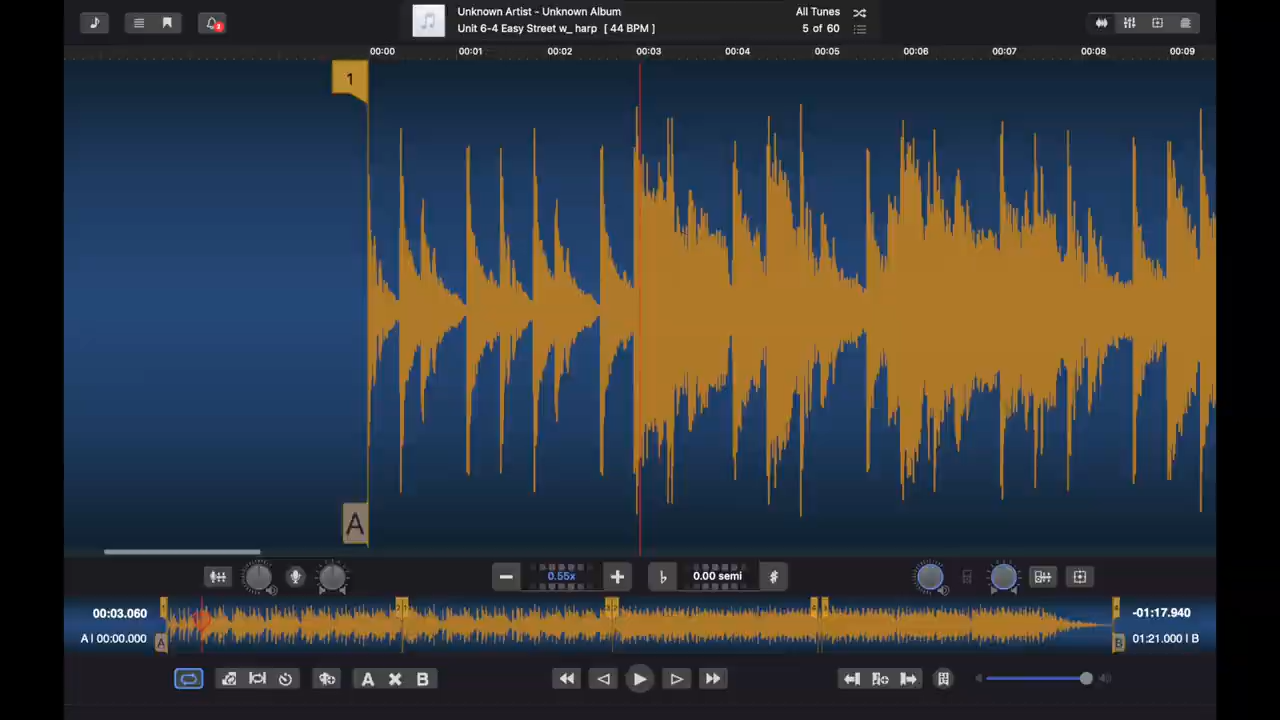 Unknown Artist - Unknown Album
Unit 6-4 Easy Street w_ harp [ 44 BPM ]
All Tunes
5 of 60
00:00 00:01 00:02 00:03 00:04 00:05 00:06 00:07 00:08 00:09
1
A
0.55x
0.00 semi
00:03.060
A | 00:00.000
1
A
-01:17.940
01:21.000 | B
B
A B